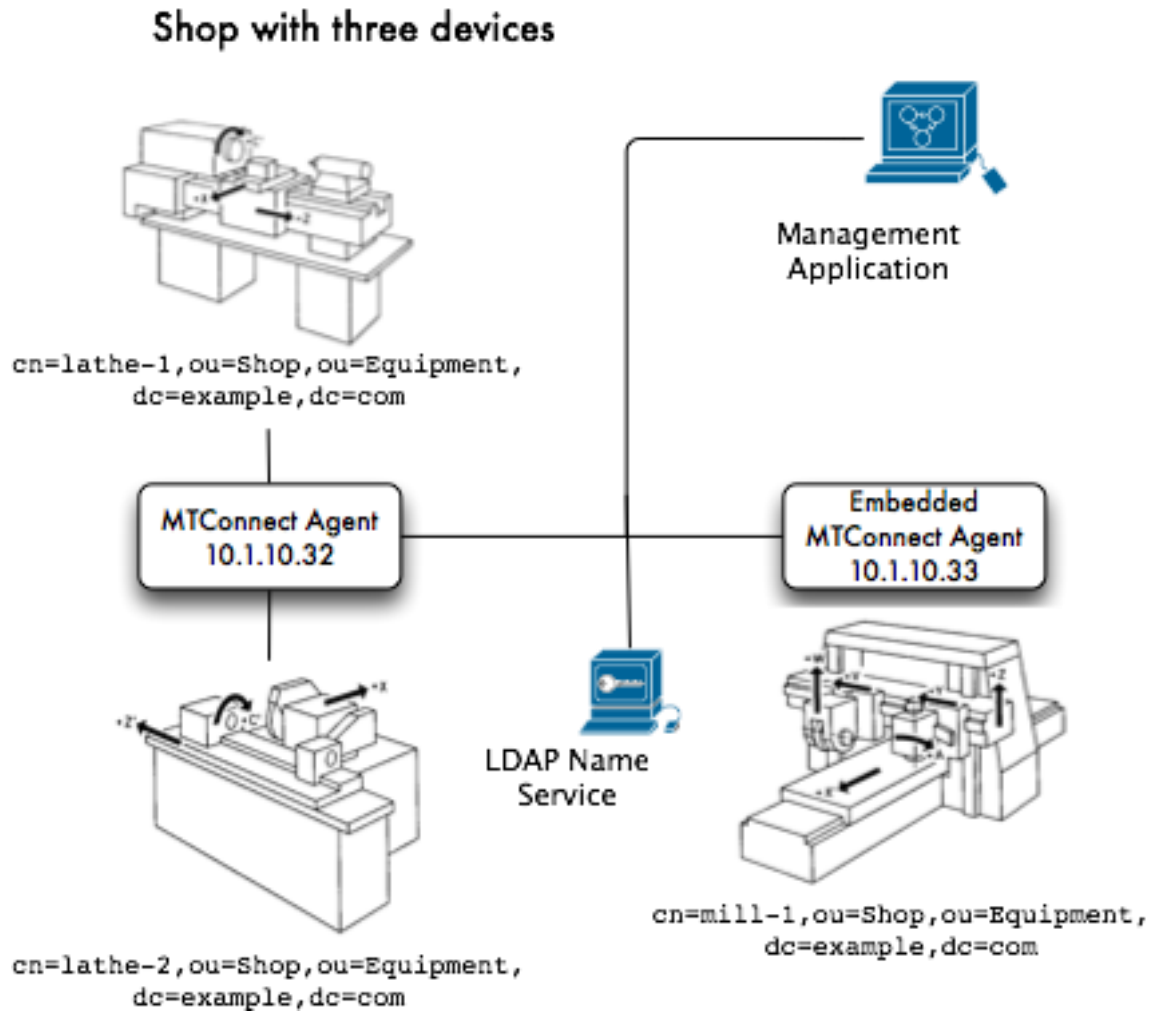 Shop with three devices
+C'
+X
+Z
cn=lathe-1,ou=Shop,ou=Equipment,
dc=example,dc=com
Management
Application
MTConnect Agent
10.1.10.32
Embedded
MTConnect Agent
10.1.10.33
+X
+Z'
+C'
LDAP Name
Service
+Z
cn=lathe-2,ou=Shop,ou=Equipment,
dc=example,dc=com
cn=mill-1,ou=Shop,ou=Equipment,
dc=example,dc=com